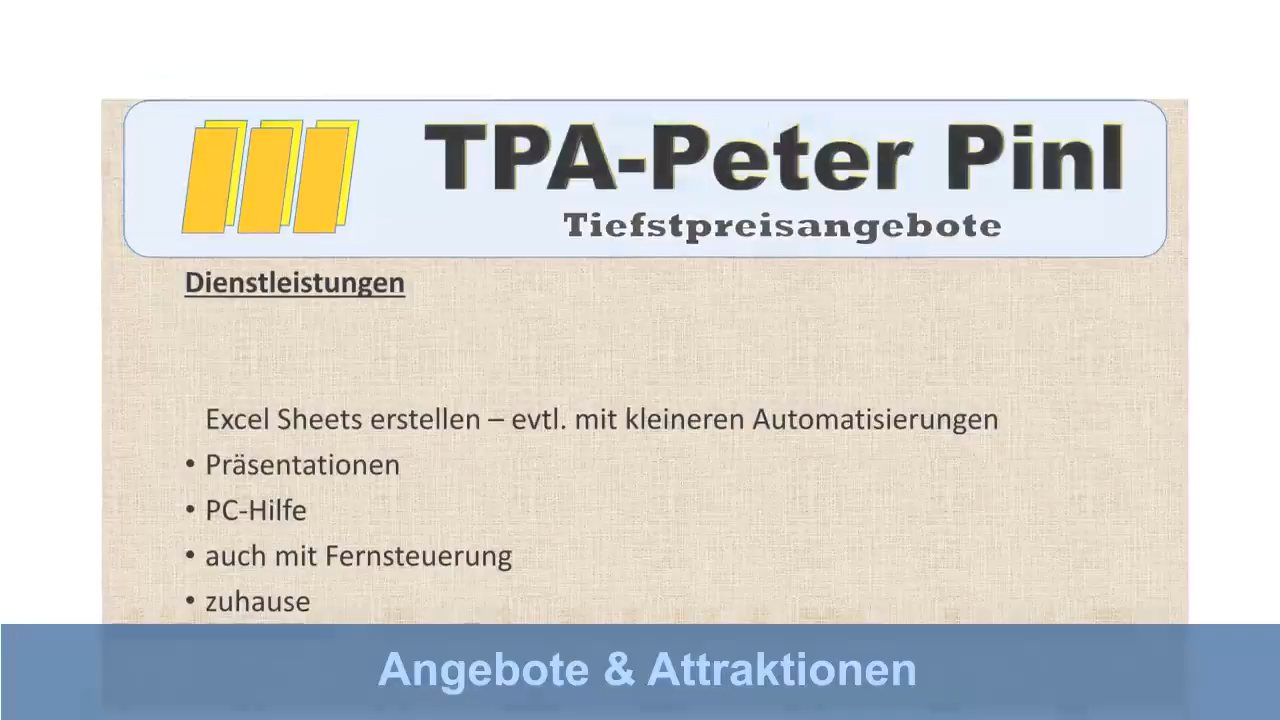 TPA-Peter Pinl
Tiefstpreisangebote
Dienstleistungen
Excel Sheets erstellen – evtl. mit kleineren Automatisierungen
• Präsentationen
• PC-Hilfe
• auch mit Fernsteuerung
• zuhause
Angebote & Attraktionen